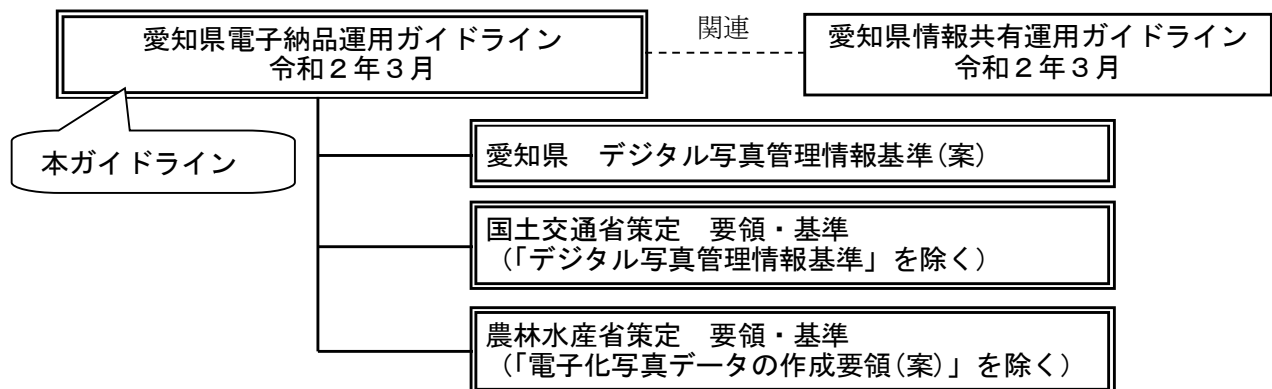 愛知県電子納品運用ガイドライン
令和２年３月
関連
愛知県情報共有運用ガイドライン
令和２年３月
本ガイドライン
愛知県　デジタル写真管理情報基準(案)
国土交通省策定　要領・基準
（「デジタル写真管理情報基準」を除く）
農林水産省策定　要領・基準
（「電子化写真データの作成要領(案)」を除く）